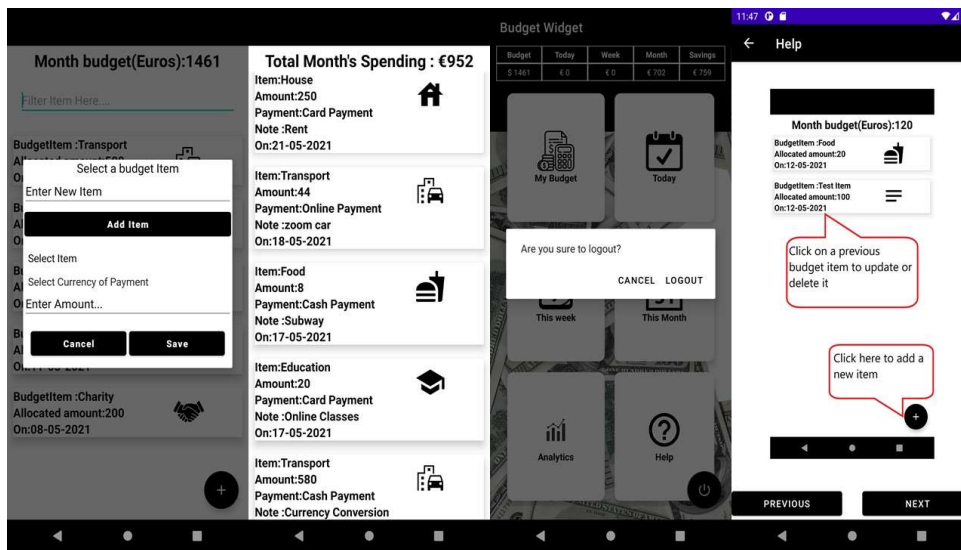 Month budget(Euros):1461
Filter Item Here....
BudgetItem :Transport
Select a budget Item
Enter New Item
Add Item
Select Item
Select Currency of Payment
Enter Amount...
Cancel
Save
BudgetItem :Charity
Allocated amount:200
On:08-05-2021
+
Total Month's Spending : €952
Item:House
Amount:250
Payment:Card Payment
Note :Rent
On:21-05-2021
Item:Transport
Amount:44
Payment:Online Payment
Note :zoom car
On:18-05-2021
Item:Food
Amount:8
Payment:Cash Payment
Note :Subway
On:17-05-2021
Item:Education
Amount:20
Payment:Card Payment
Note :Online Classes
On:17-05-2021
Item:Transport
Amount:580
Payment:Cash Payment
Note :Currency Conversion
Budget Widget
Budget Today Week Month Savings
$ 1461 € 0 € 0 € 702 € 759
My Budget
Today
Are you sure to logout?
CANCEL LOGOUT
This week
This Month
Analytics
Help
11:47
Help
Month budget(Euros):120
BudgetItem :Food
Allocated amount:20
On:12-05-2021
BudgetItem :Test Item
Allocated amount:100
On:12-05-2021
Click on a previous
budget item to update or
delete it
Click here to add a
new item
+
PREVIOUS
NEXT